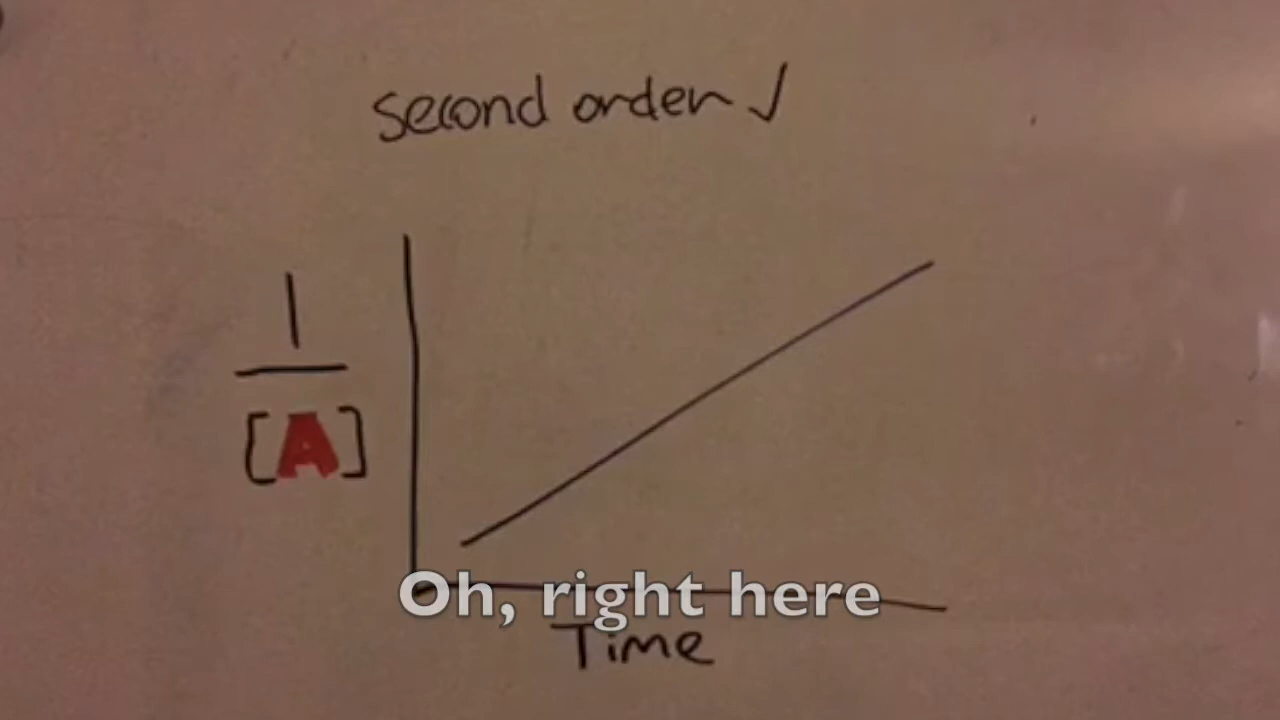 second order ✓
1
[A]
Oh, right here
Time